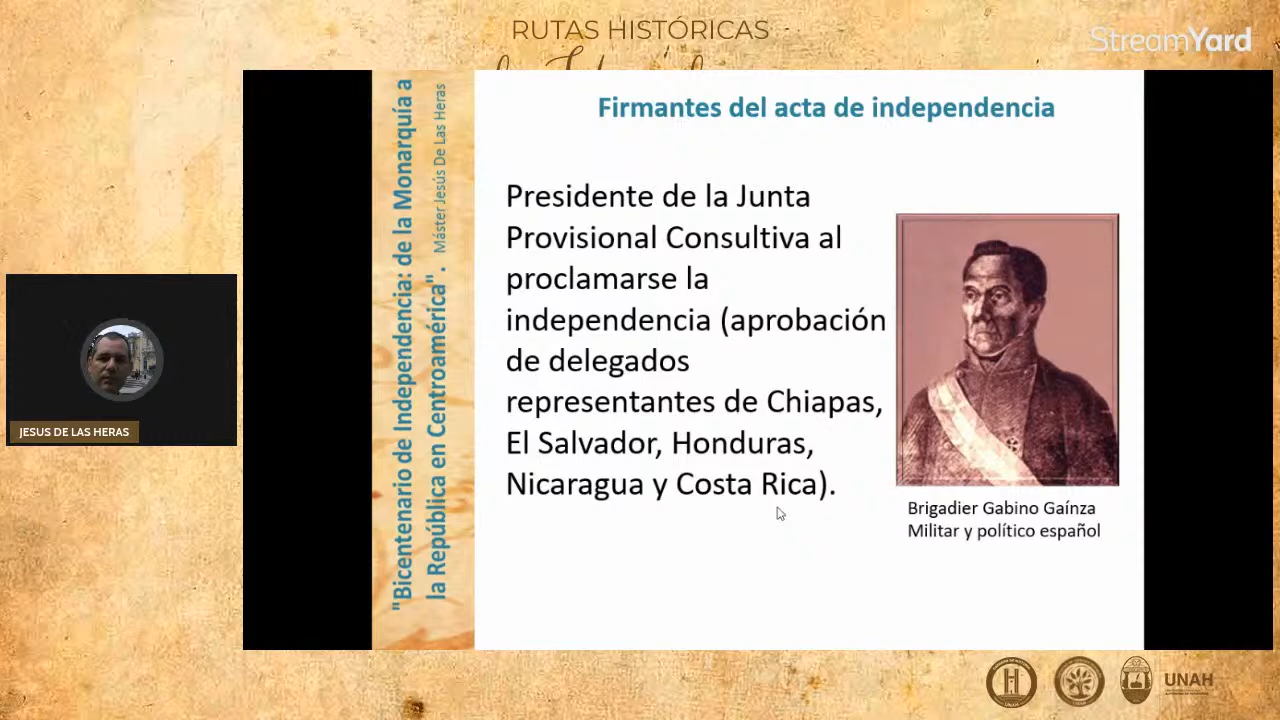 RUTAS HISTÓRICAS
StreamYard
"Bicentenario de Independencia: de la Monarquía a
la República en Centroamérica". Máster Jesús De Las Heras
Firmantes del acta de independencia
Presidente de la Junta
Provisional Consultiva al
proclamarse la
independencia (aprobación
de delegados
representantes de Chiapas,
El Salvador, Honduras,
Nicaragua y Costa Rica).
Brigadier Gabino Gaínza
Militar y político español
JESUS DE LAS HERAS
UNAH